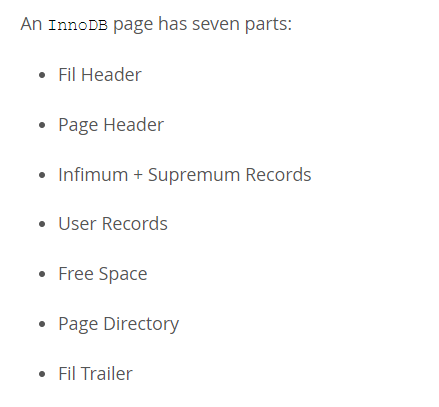 An InnoDB page has seven parts:
• Fil Header
• Page Header
• Infimum + Supremum Records
• User Records
• Free Space
• Page Directory
• Fil Trailer